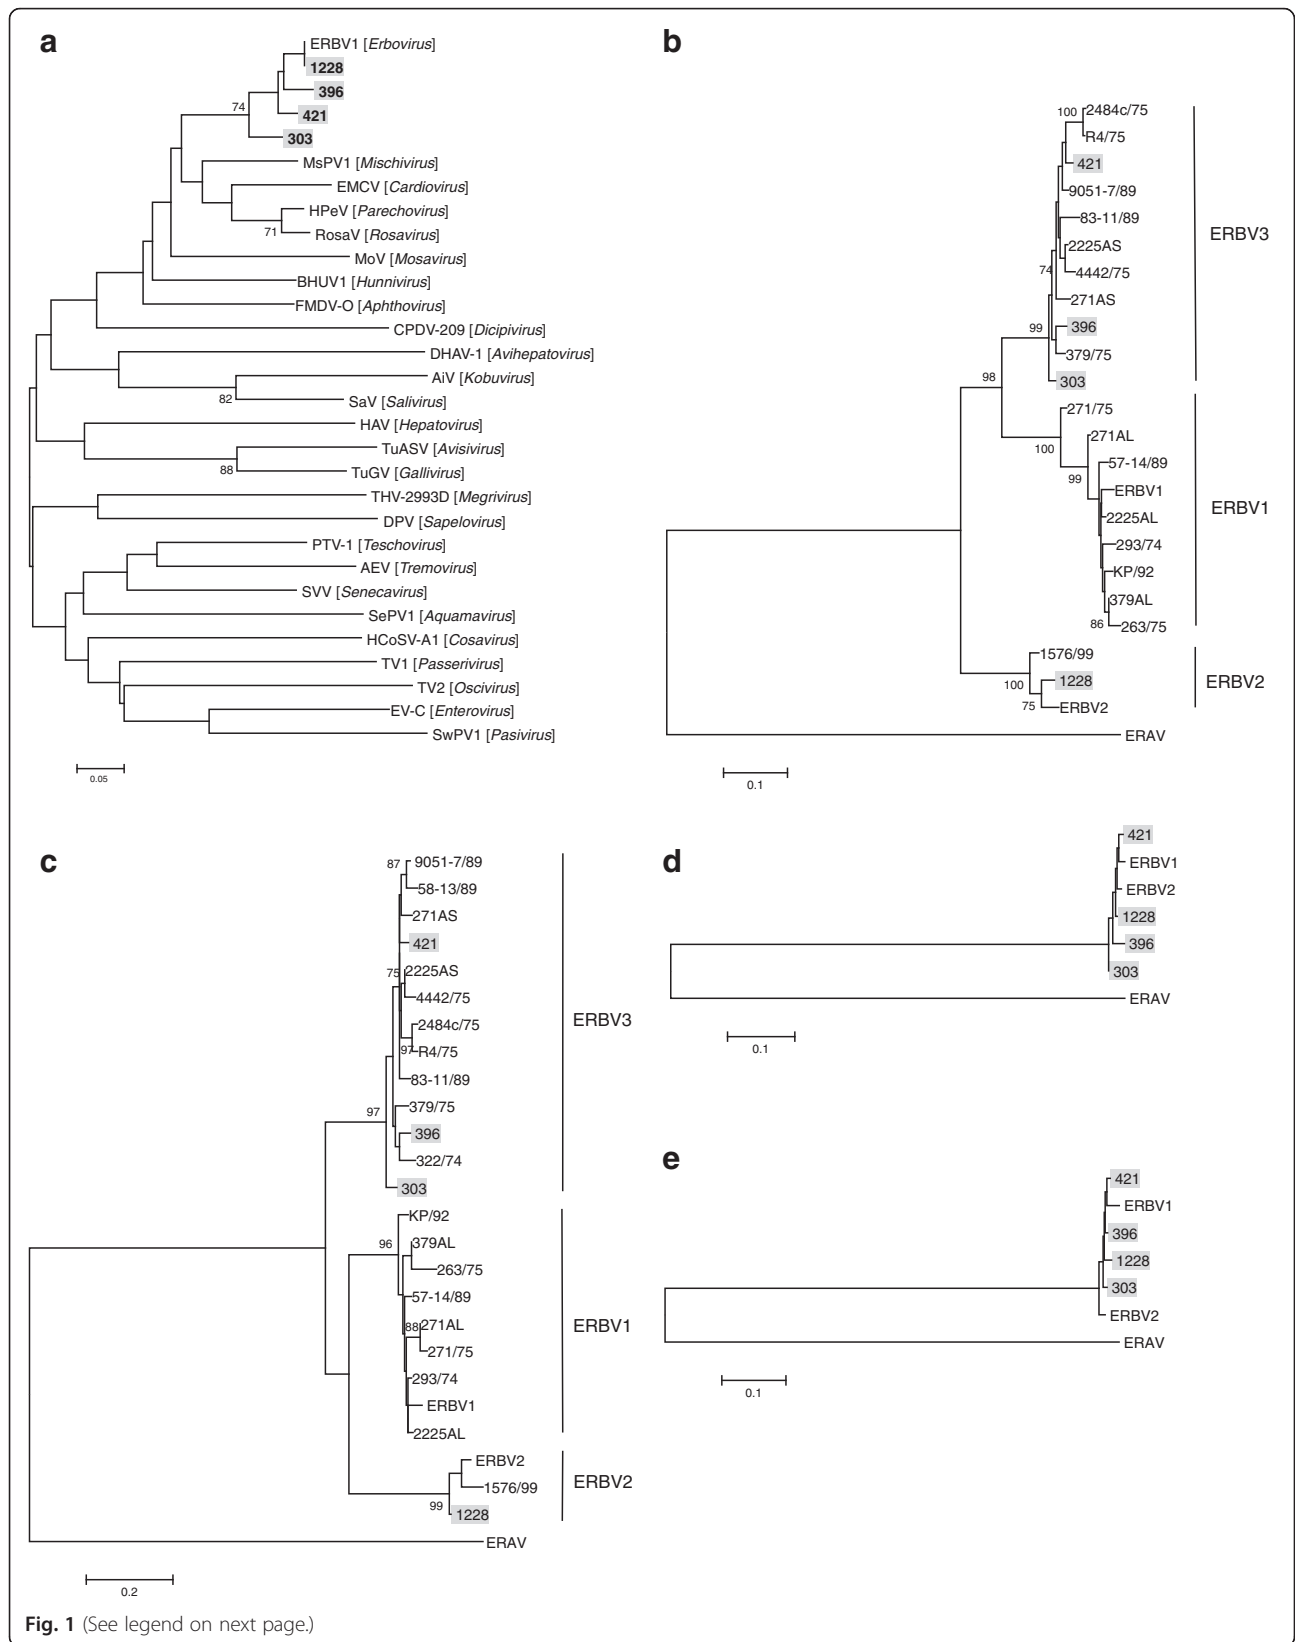 a
ERBV1 [Erbovirus]
1228
396
74
421
303
MsPV1 [Mischivirus]
EMCV [Cardiovirus]
HPeV [Parechovirus]
71
RosaV [Rosavirus]
MoV [Mosavirus]
BHUV1 [Hunnivirus]
FMDV-O [Aphthovirus]
CPDV-209 [Dicipivirus]
DHAV-1 [Avihepatovirus]
AiV [Kobuvirus]
82
SaV [Salivirus]
HAV [Hepatovirus]
TuASV [Avisivirus]
88
TuGV [Gallivirus]
THV-2993D [Megrivirus]
DPV [Sapelovirus]
PTV-1 [Teschovirus]
AEV [Tremovirus]
SVV [Senecavirus]
SePV1 [Aquamavirus]
HCoSV-A1 [Cosavirus]
TV1 [Passerivirus]
TV2 [Oscivirus]
EV-C [Enterovirus]
SwPV1 [Pasivirus]
0.05
b
100
2484c/75
R4/75
421
9051-7/89
83-11/89
ERBV3
2225AS
74
4442/75
271AS
99
396
379/75
98
303
271/75
271AL
100
57-14/89
99
ERBV1
ERBV1
2225AL
293/74
KP/92
379AL
86
263/75
1576/99
100
1228
ERBV2
75
ERBV2
ERAV
0.1
c
87
9051-7/89
58-13/89
271AS
421
75
2225AS
4442/75
2484c/75
ERBV3
97
R4/75
83-11/89
379/75
97
396
322/74
303
KP/92
96
379AL
263/75
57-14/89
88
271AL
ERBV1
271/75
293/74
ERBV1
2225AL
ERBV2
1576/99
ERBV2
99
1228
ERAV
0.2
d
421
ERBV1
ERBV2
1228
396
303
ERAV
0.1
e
421
ERBV1
396
1228
303
ERBV2
ERAV
0.1
Fig. 1 (See legend on next page.)